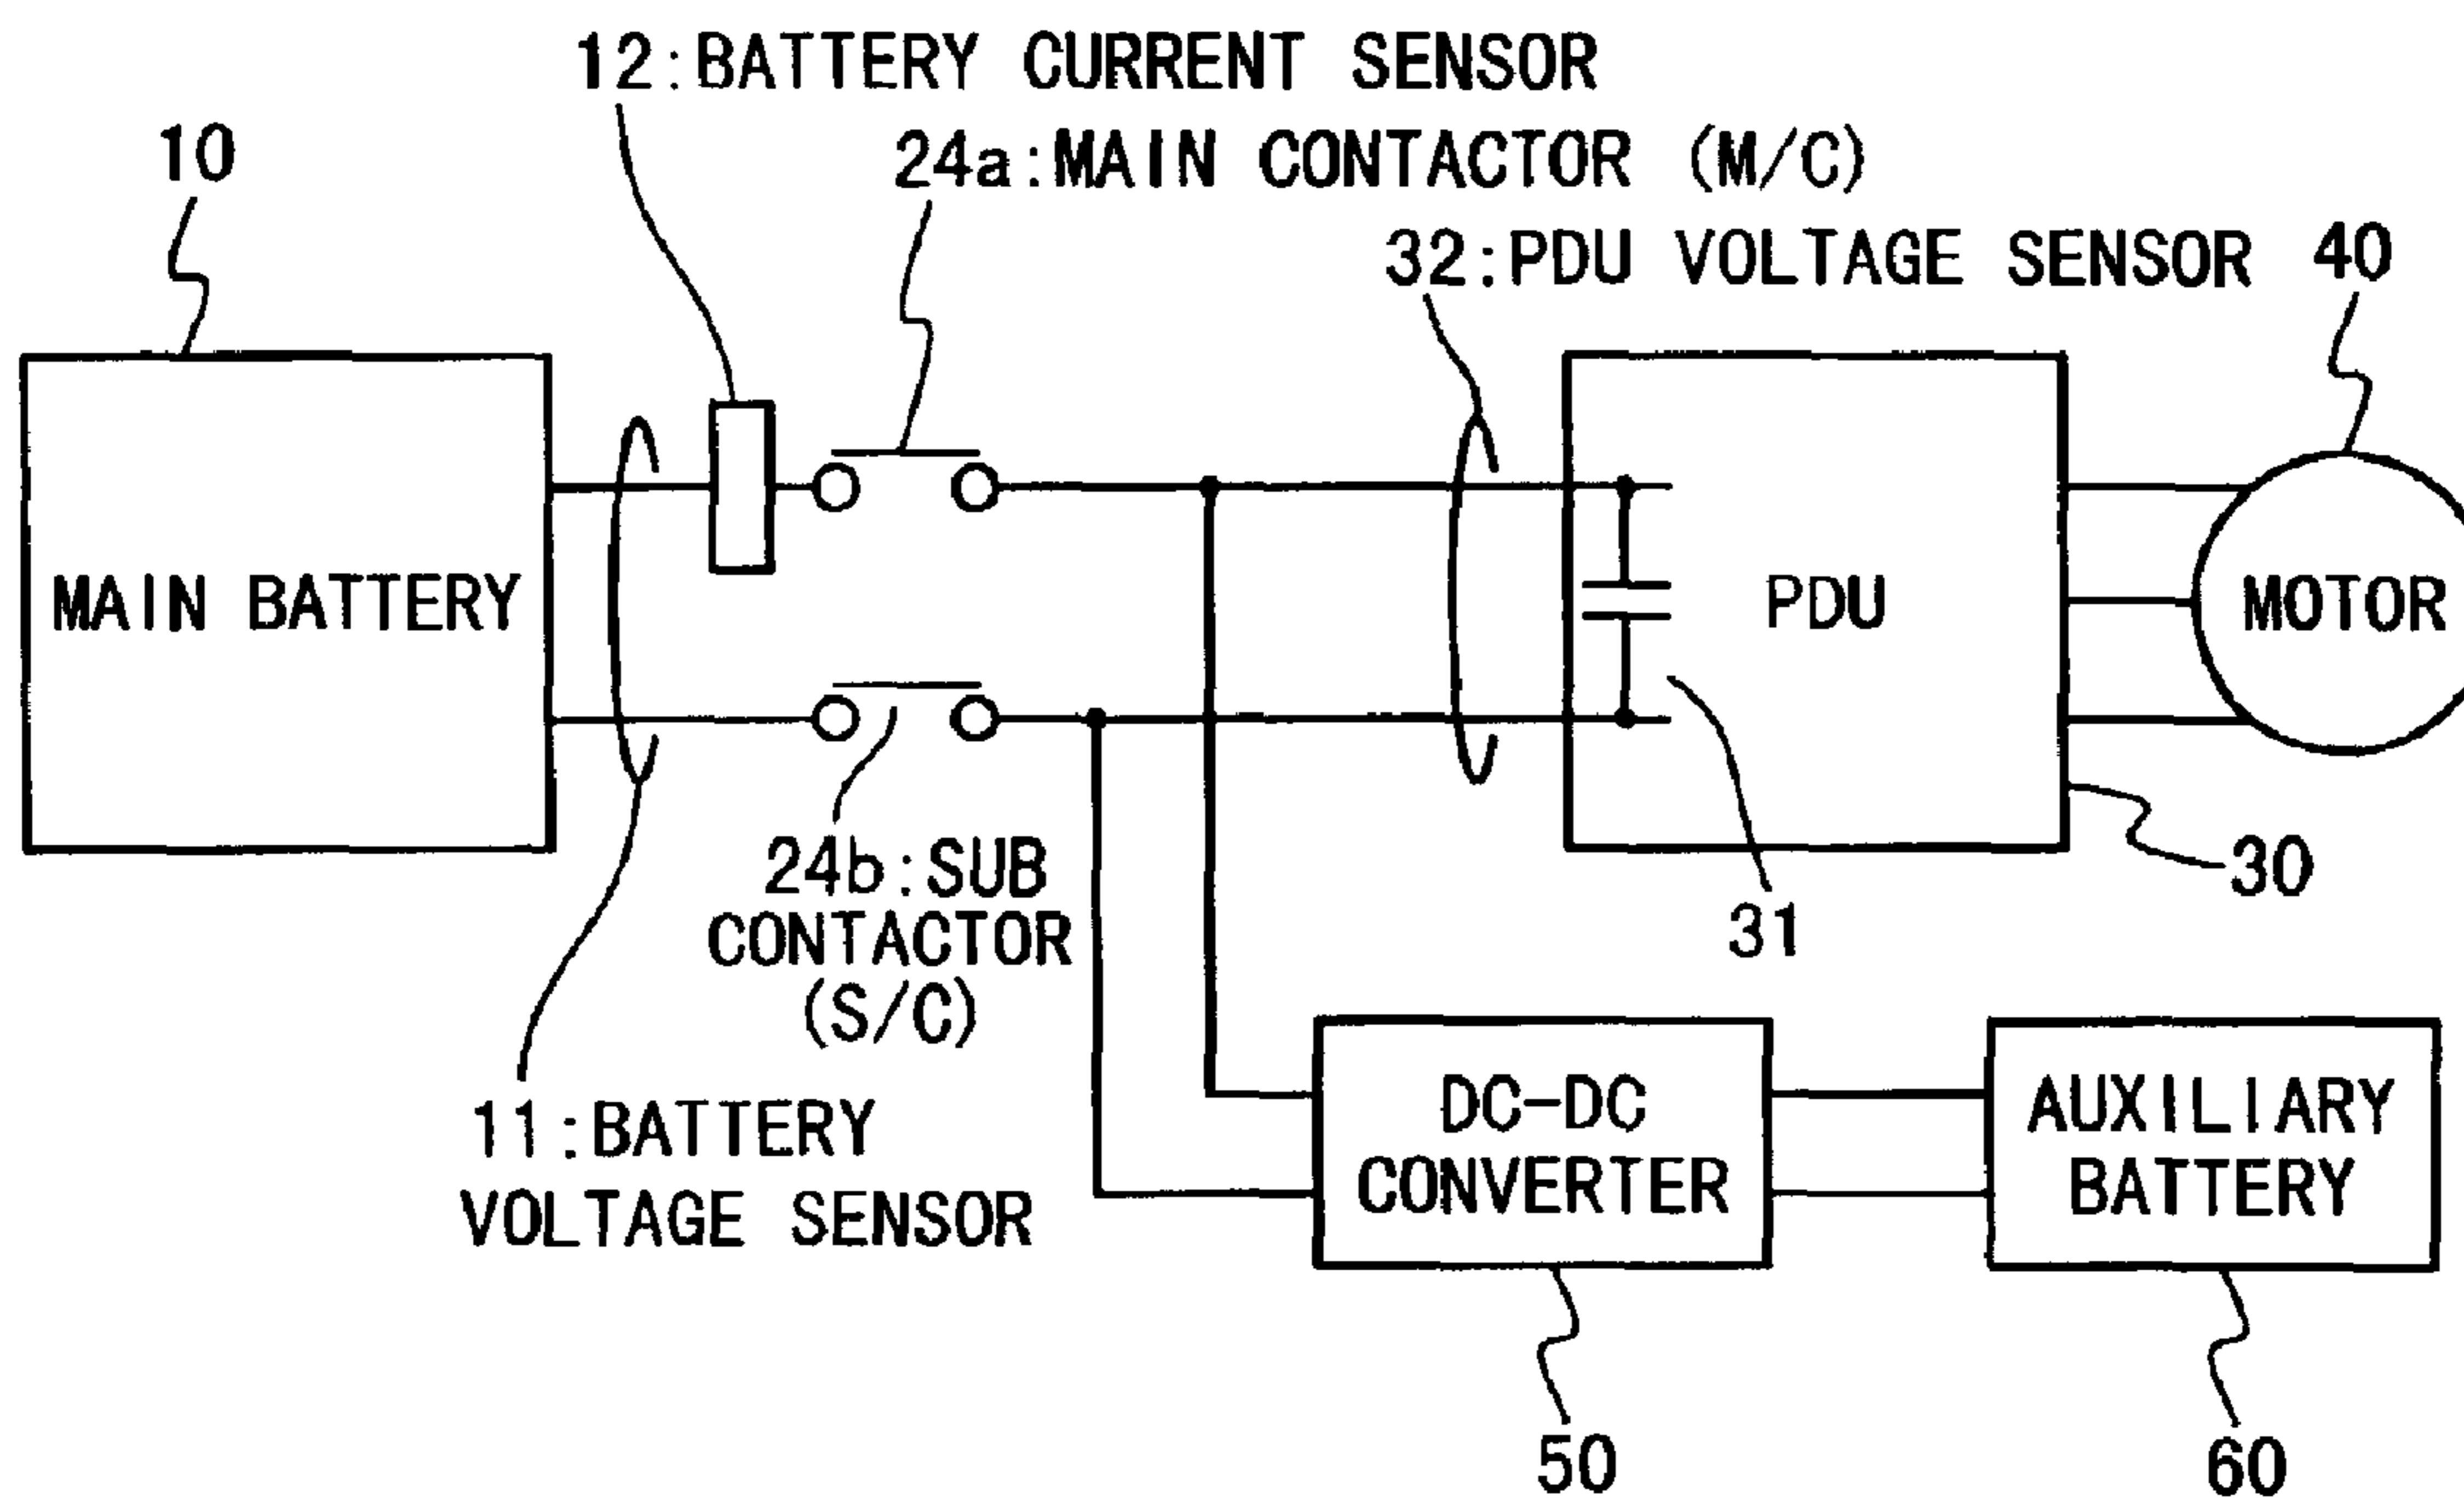 12:BATTERY CURRENT SENSOR
10
24a:MAIN CONTACTOR (M/C)
32:PDU VOLTAGE SENSOR
40
MAIN BATTERY
PDU
MOTOR
24b:SUB
CONTACTOR
(S/C)
30
31
11:BATTERY
VOLTAGE SENSOR
DC-DC
CONVERTER
AUXILIARY
BATTERY
50
60